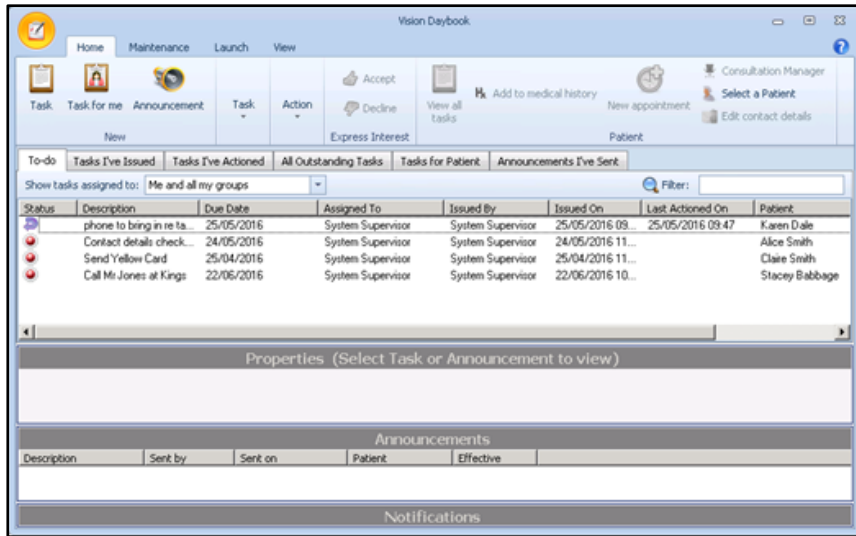 Vision Daybook
Home Maintenance Launch View
Task Task for me Announcement Task Action Accept Decline View all tasks Add to medical history New appointment Consultation Manager Select a Patient Edit contact details
New Express Interest Patient
To-do Tasks I've Issued Tasks I've Actioned All Outstanding Tasks Tasks for Patient Announcements I've Sent
Show tasks assigned to: Me and all my groups Filter:
Status Description Due Date Assigned To Issued By Issued On Last Actioned On Patient
phone to bring in re ta... 25/05/2016 System Supervisor System Supervisor 25/05/2016 09... 25/05/2016 09:47 Karen Dale
Contact details check... 24/05/2016 System Supervisor System Supervisor 24/05/2016 11... Alice Smith
Send Yellow Card 25/04/2016 System Supervisor System Supervisor 25/04/2016 11... Claire Smith
Call Mr Jones at Kings 22/06/2016 System Supervisor System Supervisor 22/06/2016 10... Stacey Babbage
Properties (Select Task or Announcement to view)
Announcements
Description Sent by Sent on Patient Effective
Notifications